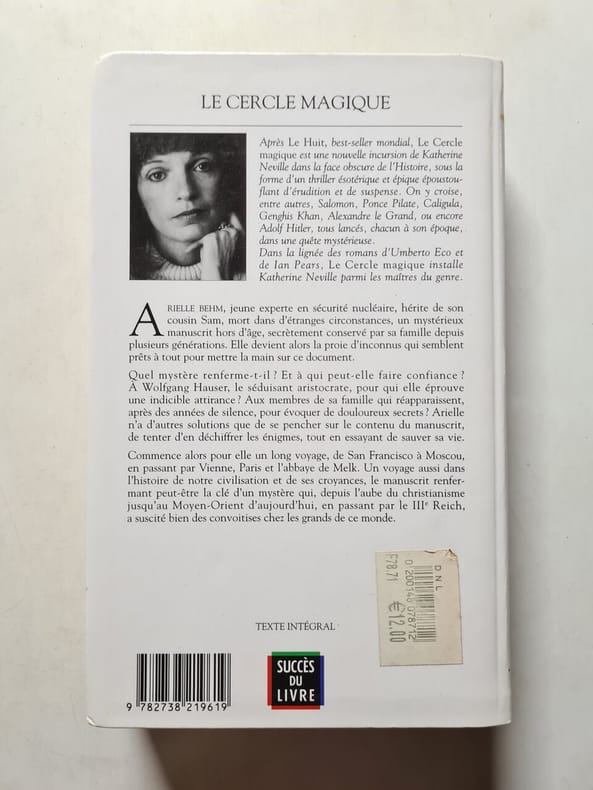 LE CERCLE MAGIQUE
Après Le Huit, best-seller mondial, Le Cercle
magique est une nouvelle incursion de Katherine
Neville dans la face obscure de l'Histoire, sous la
forme d'un thriller ésotérique et épique époustou-
flant d'érudition et de suspense. On y croise,
entre autres, Salomon, Ponce Pilate, Caligula,
Genghis Khan, Alexandre le Grand, ou encore
Adolf Hitler, tous lancés, chacun à son époque,
dans une quête mystérieuse.
Dans la lignée des romans d'Umberto Eco et
de Ian Pears, Le Cercle magique installe
Katherine Neville parmi les maîtres du genre.
ARIELLE BEHM, jeune experte en sécurité nucléaire, hérite de son
cousin Sam, mort dans d'étranges circonstances, un mystérieux
manuscrit hors d'âge, secrètement conservé par sa famille depuis
plusieurs générations. Elle devient alors la proie d'inconnus qui semblent
prêts à tout pour mettre la main sur ce document.
Quel mystère renferme-t-il ? Et à qui peut-elle faire confiance ?
À Wolfgang Hauser, le séduisant aristocrate, pour qui elle éprouve
une indicible attirance ? Aux membres de sa famille qui réapparaissent,
après des années de silence, pour évoquer de douloureux secrets ? Arielle
n'a d'autres solutions que de se pencher sur le contenu du manuscrit,
de tenter d'en déchiffrer les énigmes, tout en essayant de sauver sa vie.
Commence alors pour elle un long voyage, de San Francisco à Moscou,
en passant par Vienne, Paris et l'abbaye de Melk. Un voyage aussi dans
l'histoire de notre civilisation et de ses croyances, le manuscrit renfer-
mant peut-être la clé d'un mystère qui, depuis l'aube du christianisme
jusqu'au Moyen-Orient d'aujourd'hui, en passant par le IIIe Reich,
a suscité bien des convoitises chez les grands de ce monde.
DNL
0 200148 078712
F78.71
€12.00
TEXTE INTÉGRAL
SUCCÈS
DU
LIVRE
9 782738 219619